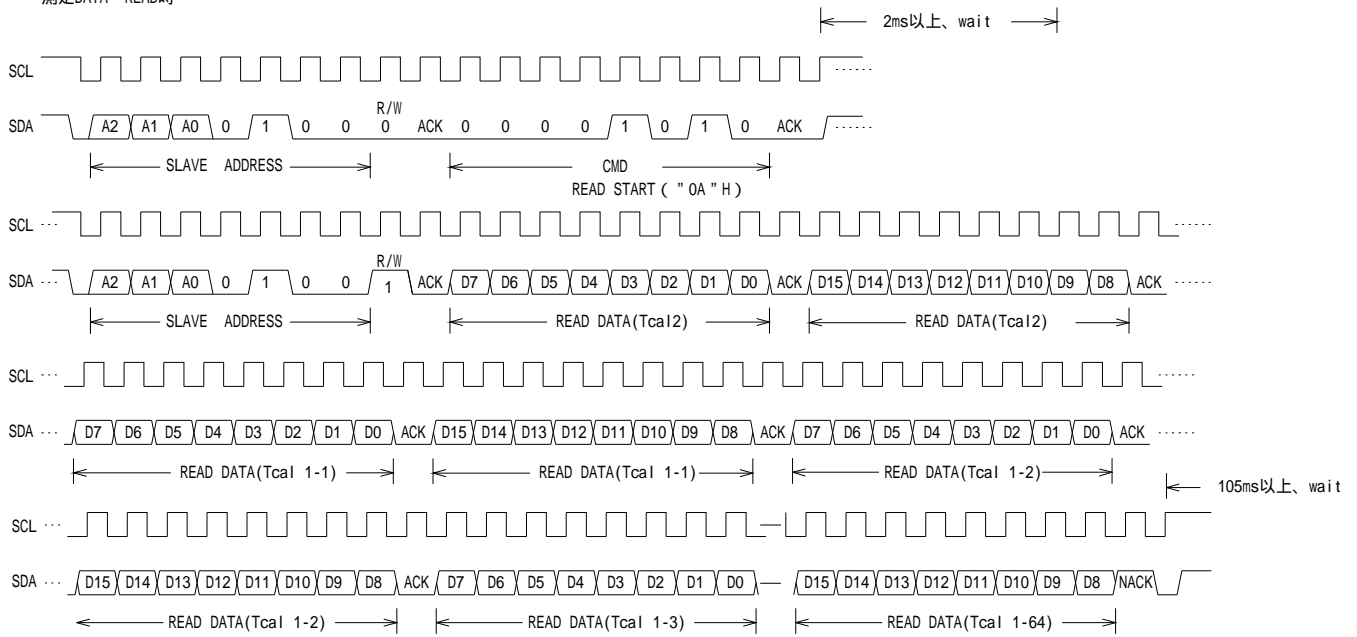 測定DATA READ時
2ms以上、wait
SCL ......
R/W
SDA A2 A1 A0 0 1 0 0 0 ACK 0 0 0 0 1 0 1 0 ACK ......
SLAVE ADDRESS CMD
READ START ( ”0A”H)
SCL ··· ......
R/W
SDA ··· A2 A1 A0 0 1 0 0 1 ACK D7 D6 D5 D4 D3 D2 D1 D0 ACK D15 D14 D13 D12 D11 D10 D9 D8 ACK ......
SLAVE ADDRESS READ DATA(Tcal2) READ DATA(Tcal2)
SCL ··· ......
SDA ··· D7 D6 D5 D4 D3 D2 D1 D0 ACK D15 D14 D13 D12 D11 D10 D9 D8 ACK D7 D6 D5 D4 D3 D2 D1 D0 ACK ......
READ DATA(Tcal 1-1) READ DATA(Tcal 1-1) READ DATA(Tcal 1-2)
105ms以上、wait
SCL ···
SDA ··· D15 D14 D13 D12 D11 D10 D9 D8 ACK D7 D6 D5 D4 D3 D2 D1 D0 D15 D14 D13 D12 D11 D10 D9 D8 NACK
READ DATA(Tcal 1-2) READ DATA(Tcal 1-3) READ DATA(Tcal 1-64)